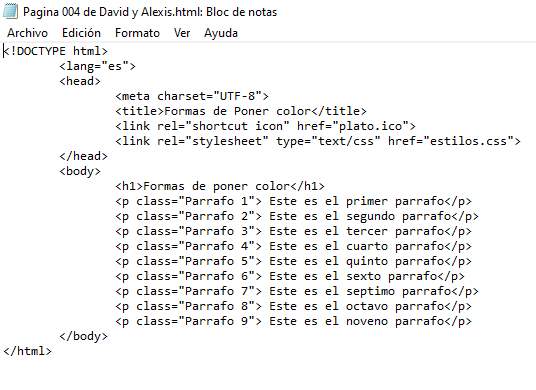 Pagina 004 de David y Alexis.html: Bloc de notas
Archivo Edición Formato Ver Ayuda
<!DOCTYPE html>
<lang="es">
<head>
<meta charset="UTF-8">
<title>Formas de Poner color</title>
<link rel="shortcut icon" href="plato.ico">
<link rel="stylesheet" type="text/css" href="estilos.css">
</head>
<body>
<h1>Formas de poner color</h1>
<p class="Parrafo 1"> Este es el primer parrafo</p>
<p class="Parrafo 2"> Este es el segundo parrafo</p>
<p class="Parrafo 3"> Este es el tercer parrafo</p>
<p class="Parrafo 4"> Este es el cuarto parrafo</p>
<p class="Parrafo 5"> Este es el quinto parrafo</p>
<p class="Parrafo 6"> Este es el sexto parrafo</p>
<p class="Parrafo 7"> Este es el septimo parrafo</p>
<p class="Parrafo 8"> Este es el octavo parrafo</p>
<p class="Parrafo 9"> Este es el noveno parrafo</p>
</body>
</html>